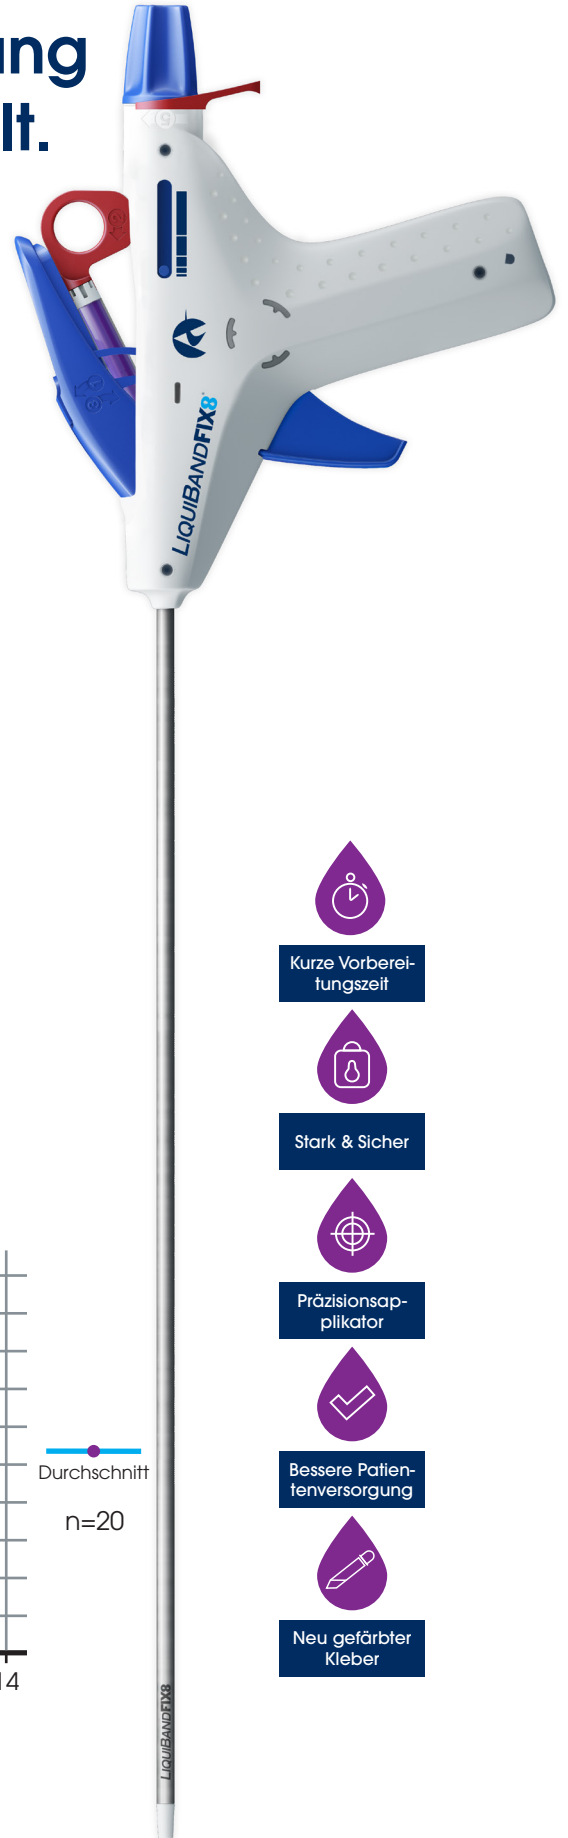 ung
lt.
LIQUIBANDFIX8®
Kurze Vorberei-
tungszeit
Stark & Sicher
Präzisionsap-
plikator
Bessere Patien-
tenversorgung
Neu gefärbter
Kleber
Durchschnitt
n=20
14
LIQUIBANDFIX8